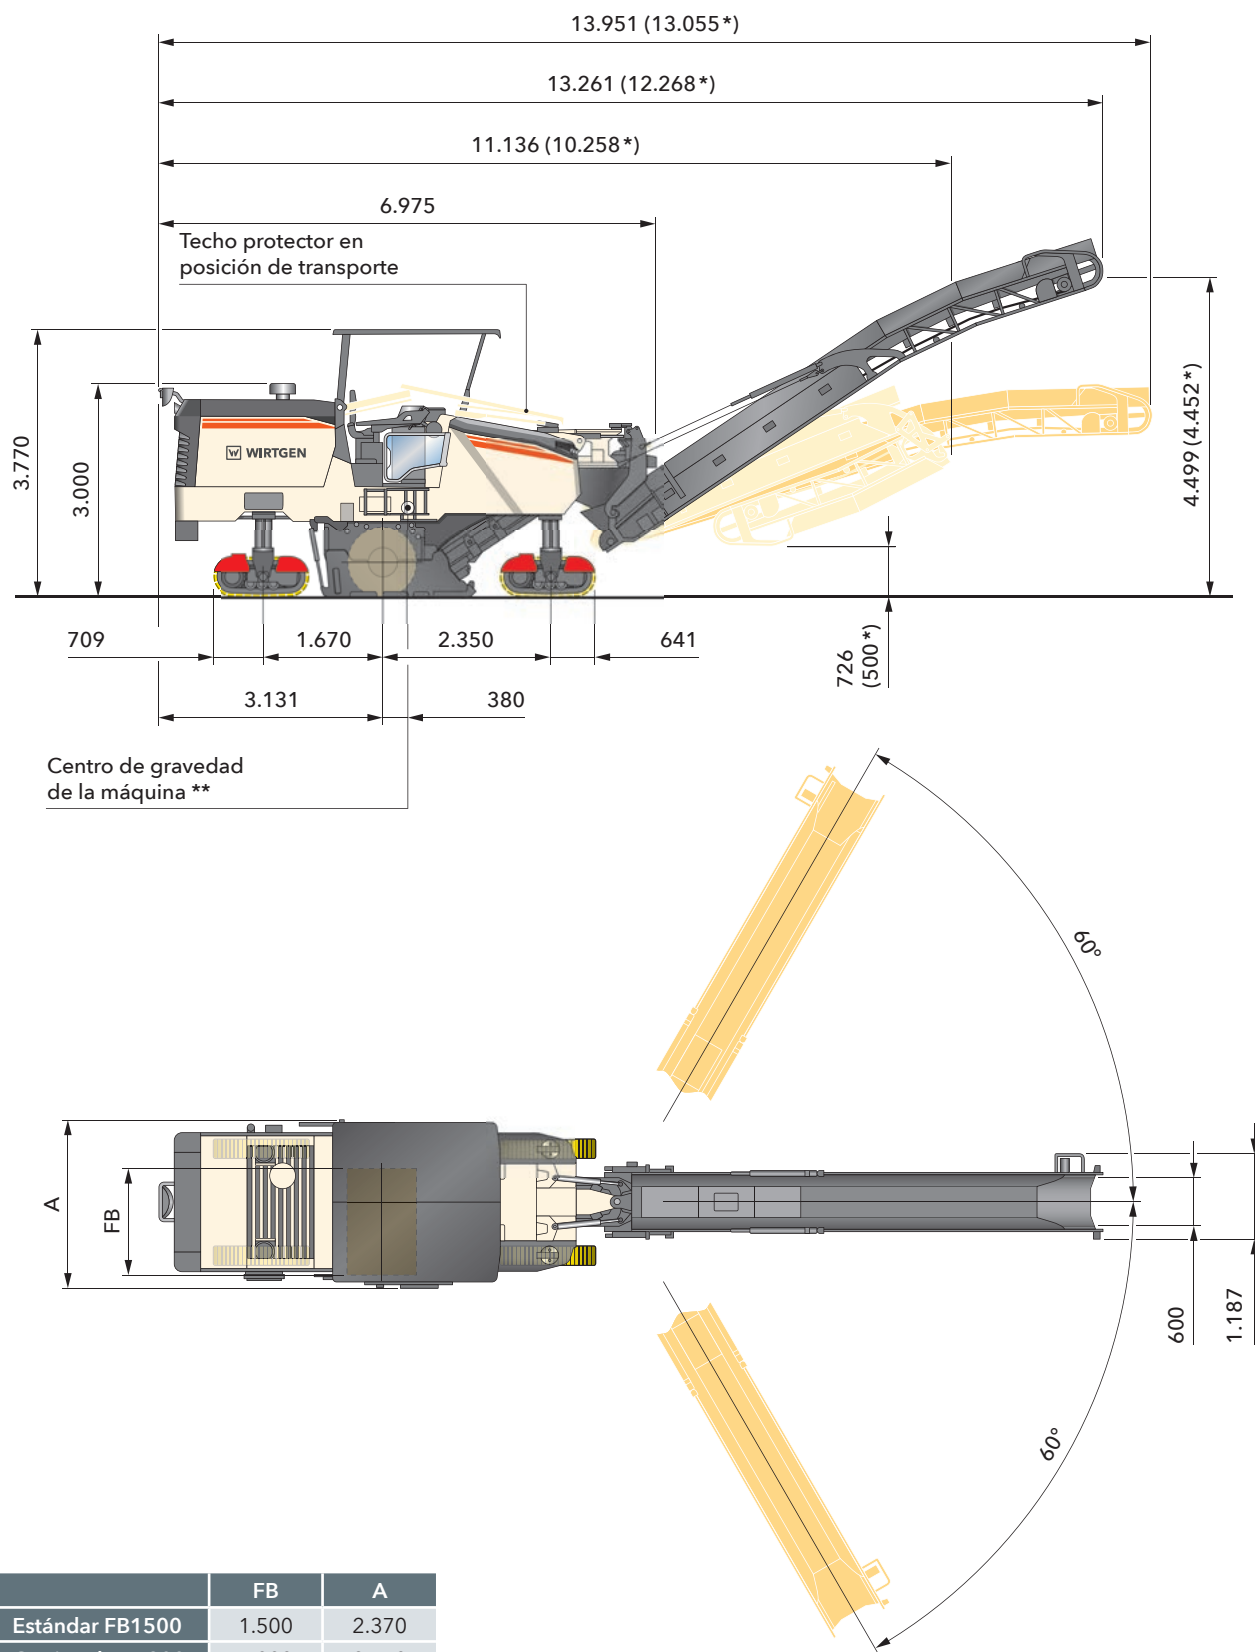 13.951 (13.055*)
13.261 (12.268*)
11.136 (10.258*)
6.975
Techo protector en
posición de transporte
3.770
3.000
WIRTGEN
4.499 (4.452*)
709
1.670
2.350
641
726
(500*)
3.131
380
Centro de gravedad
de la máquina **
60°
A
FB
600
1.187
60°
FB A
Estándar FB1500 1.500 2.370